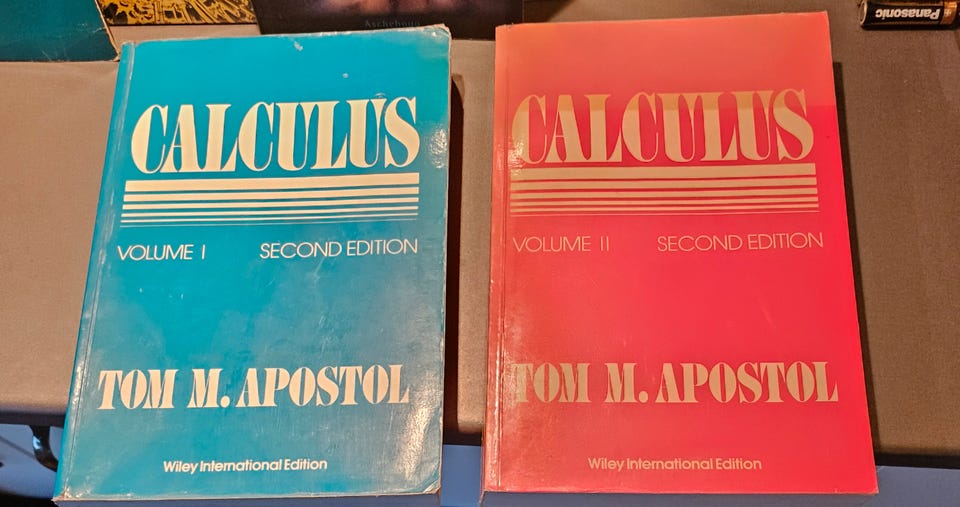 Aschehoug
Panasonic
CALCULUS
VOLUME I SECOND EDITION
TOM M. APOSTOL
Wiley International Edition
CALCULUS
VOLUME II SECOND EDITION
TOM M. APOSTOL
Wiley International Edition